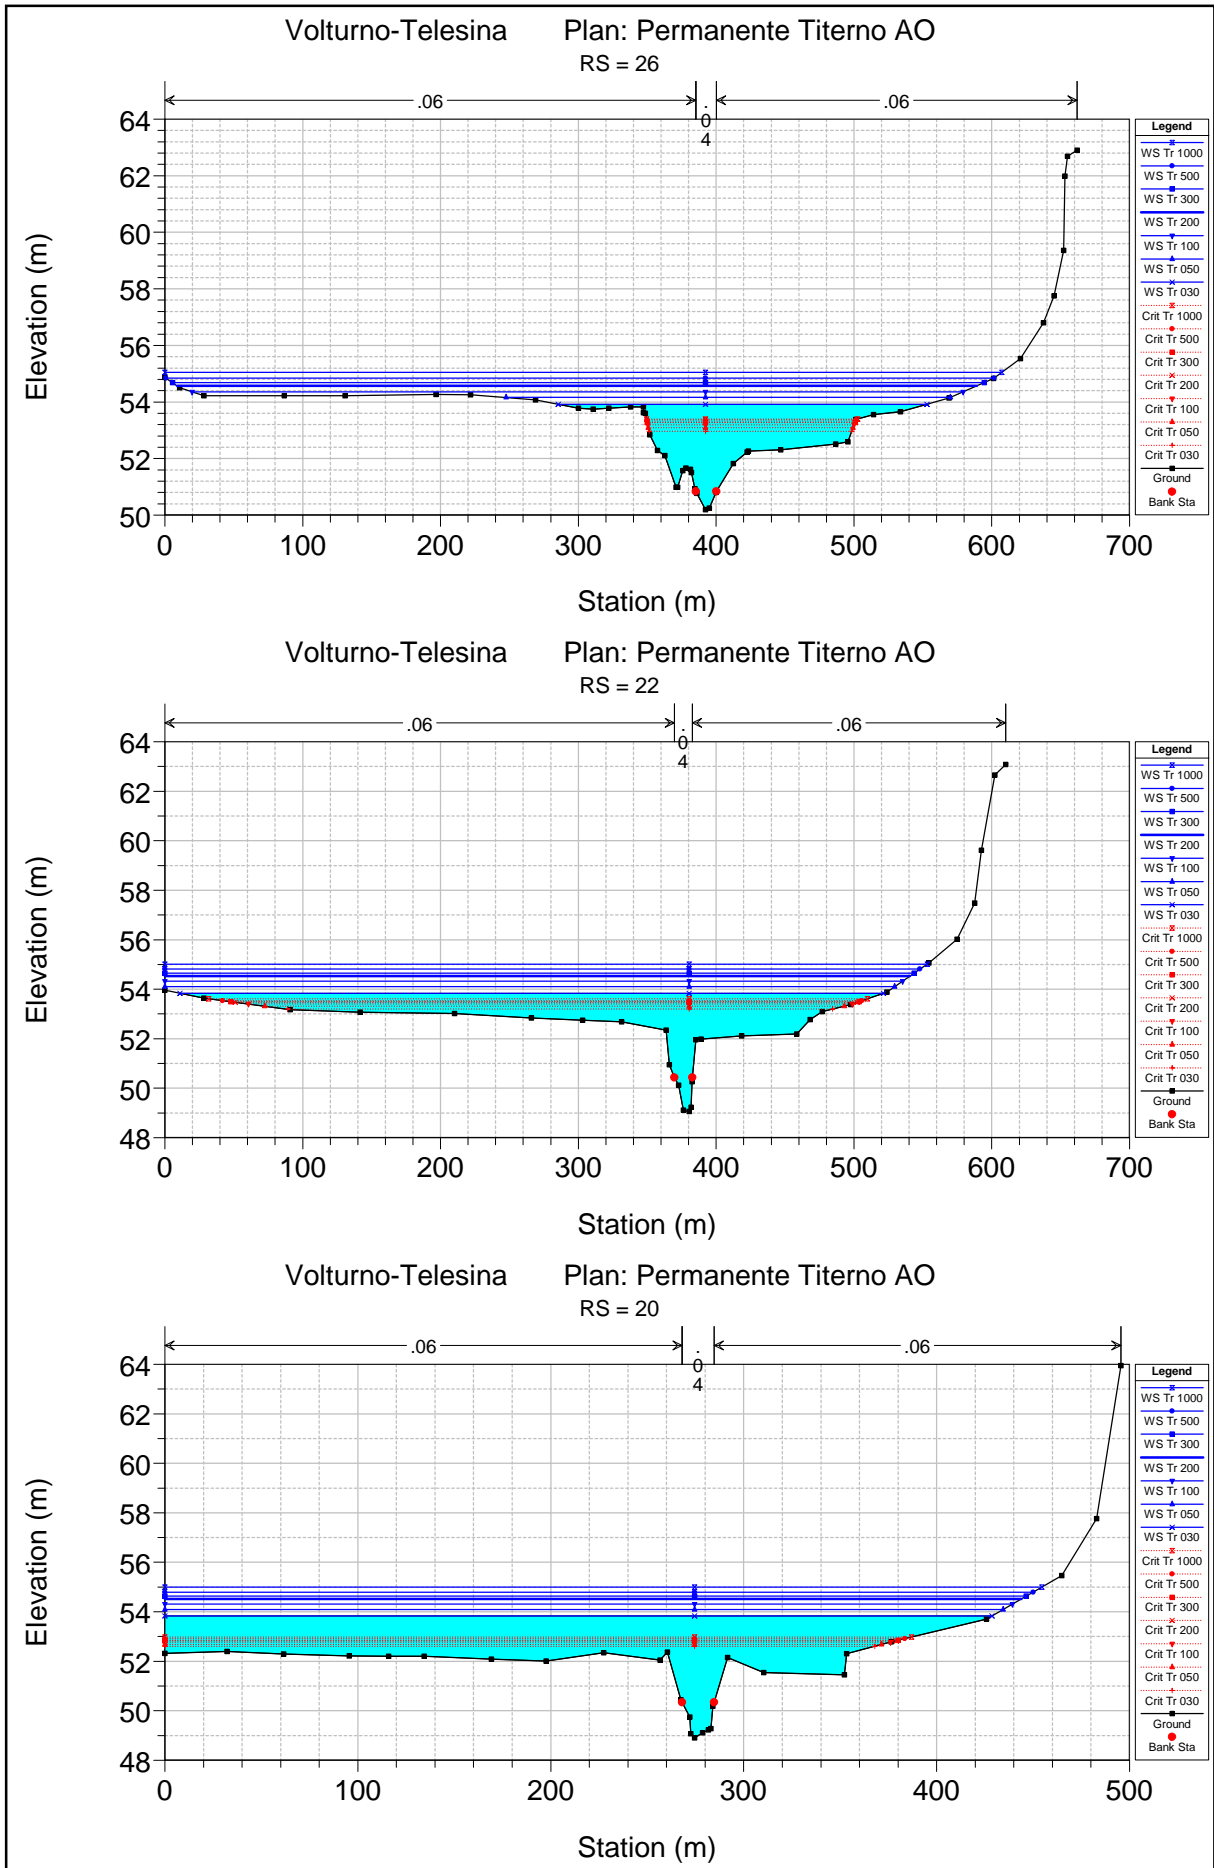 Volturno-Telesina Plan: Permanente Titerno AO
RS = 26
.06 .04 .06
Elevation (m)
64
62
60
58
56
54
52
50
0 100 200 300 400 500 600 700
Station (m)
Legend
WS Tr 1000
WS Tr 500
WS Tr 300
WS Tr 200
WS Tr 100
WS Tr 050
WS Tr 030
Crit Tr 1000
Crit Tr 500
Crit Tr 300
Crit Tr 200
Crit Tr 100
Crit Tr 050
Crit Tr 030
Ground
Bank Sta
Volturno-Telesina Plan: Permanente Titerno AO
RS = 22
.06 .04 .06
Elevation (m)
64
62
60
58
56
54
52
50
48
0 100 200 300 400 500 600 700
Station (m)
Legend
WS Tr 1000
WS Tr 500
WS Tr 300
WS Tr 200
WS Tr 100
WS Tr 050
WS Tr 030
Crit Tr 1000
Crit Tr 500
Crit Tr 300
Crit Tr 200
Crit Tr 100
Crit Tr 050
Crit Tr 030
Ground
Bank Sta
Volturno-Telesina Plan: Permanente Titerno AO
RS = 20
.06 .04 .06
Elevation (m)
64
62
60
58
56
54
52
50
48
0 100 200 300 400 500
Station (m)
Legend
WS Tr 1000
WS Tr 500
WS Tr 300
WS Tr 200
WS Tr 100
WS Tr 050
WS Tr 030
Crit Tr 1000
Crit Tr 500
Crit Tr 300
Crit Tr 200
Crit Tr 100
Crit Tr 050
Crit Tr 030
Ground
Bank Sta